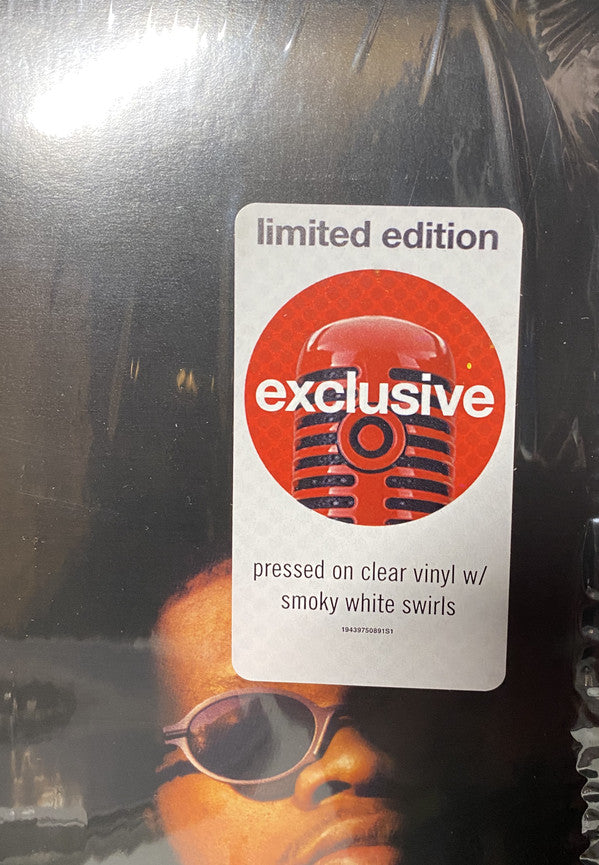 limited edition
exclusive
pressed on clear vinyl w/
smoky white swirls
19439750891S1